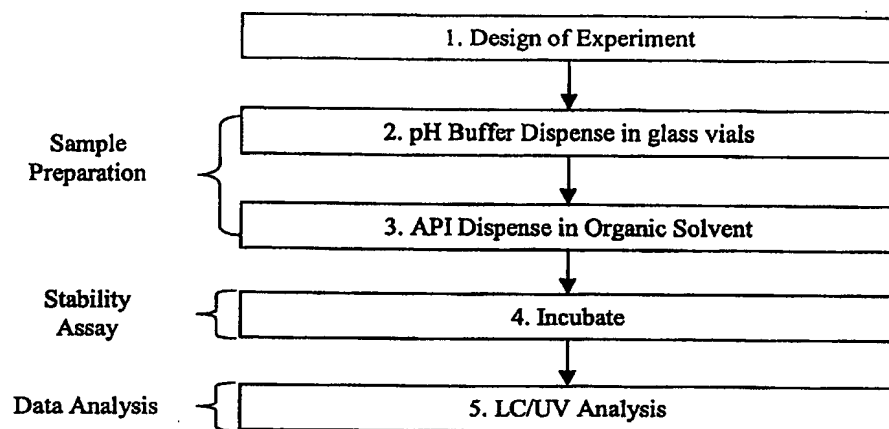 1. Design of Experiment
Sample
Preparation
2. pH Buffer Dispense in glass vials
3. API Dispense in Organic Solvent
Stability
Assay
4. Incubate
Data Analysis
5. LC/UV Analysis